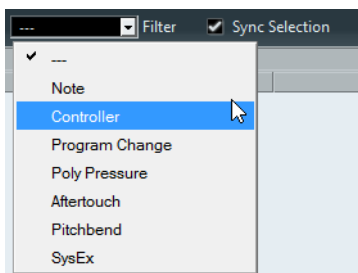 --- Filter Sync Selection
---
Note
Controller
Program Change
Poly Pressure
Aftertouch
Pitchbend
SysEx